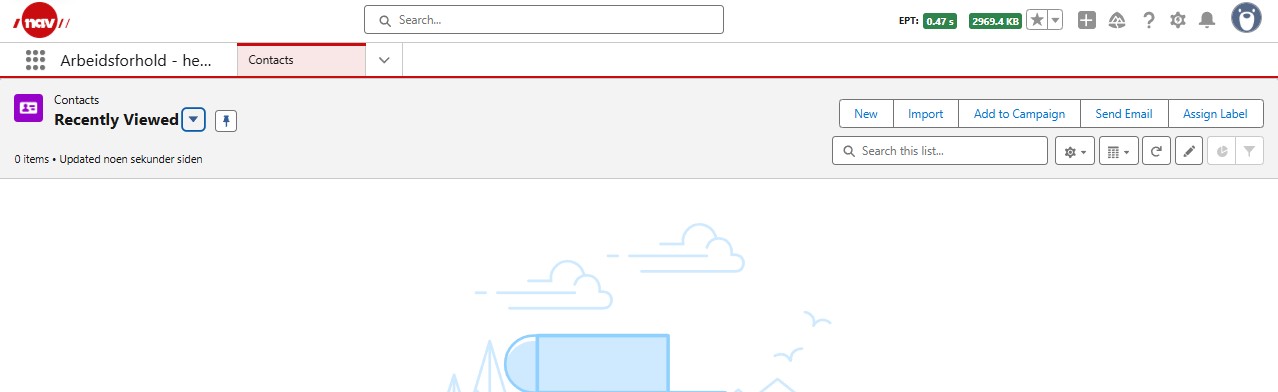 nav
Search...
EPT: 0.47 s 2969.4 KB
Arbeidsforhold - he...
Contacts
Contacts
Recently Viewed
New Import Add to Campaign Send Email Assign Label
0 items • Updated noen sekunder siden
Search this list...